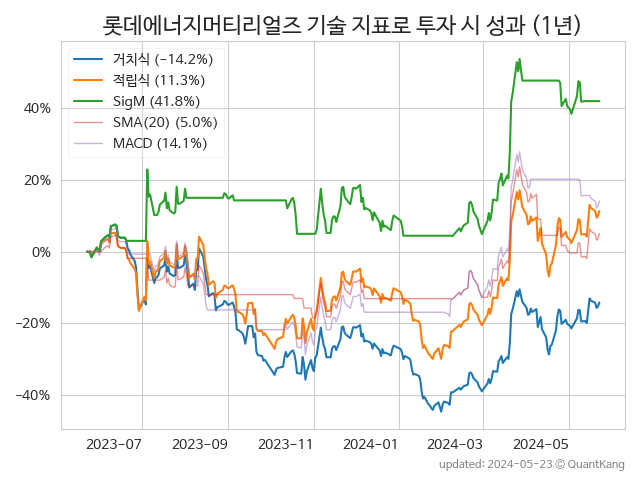 롯데에너지머티리얼즈 기술 지표로 투자 시 성과 (1년)
거치식 (−14.2%)
적립식 (11.3%)
SigM (41.8%)
SMA(20) (5.0%)
MACD (14.1%)
40%
20%
0%
−20%
−40%
2023-07 2023-09 2023-11 2024-01 2024-03 2024-05
updated: 2024-05-23 © QuantKang